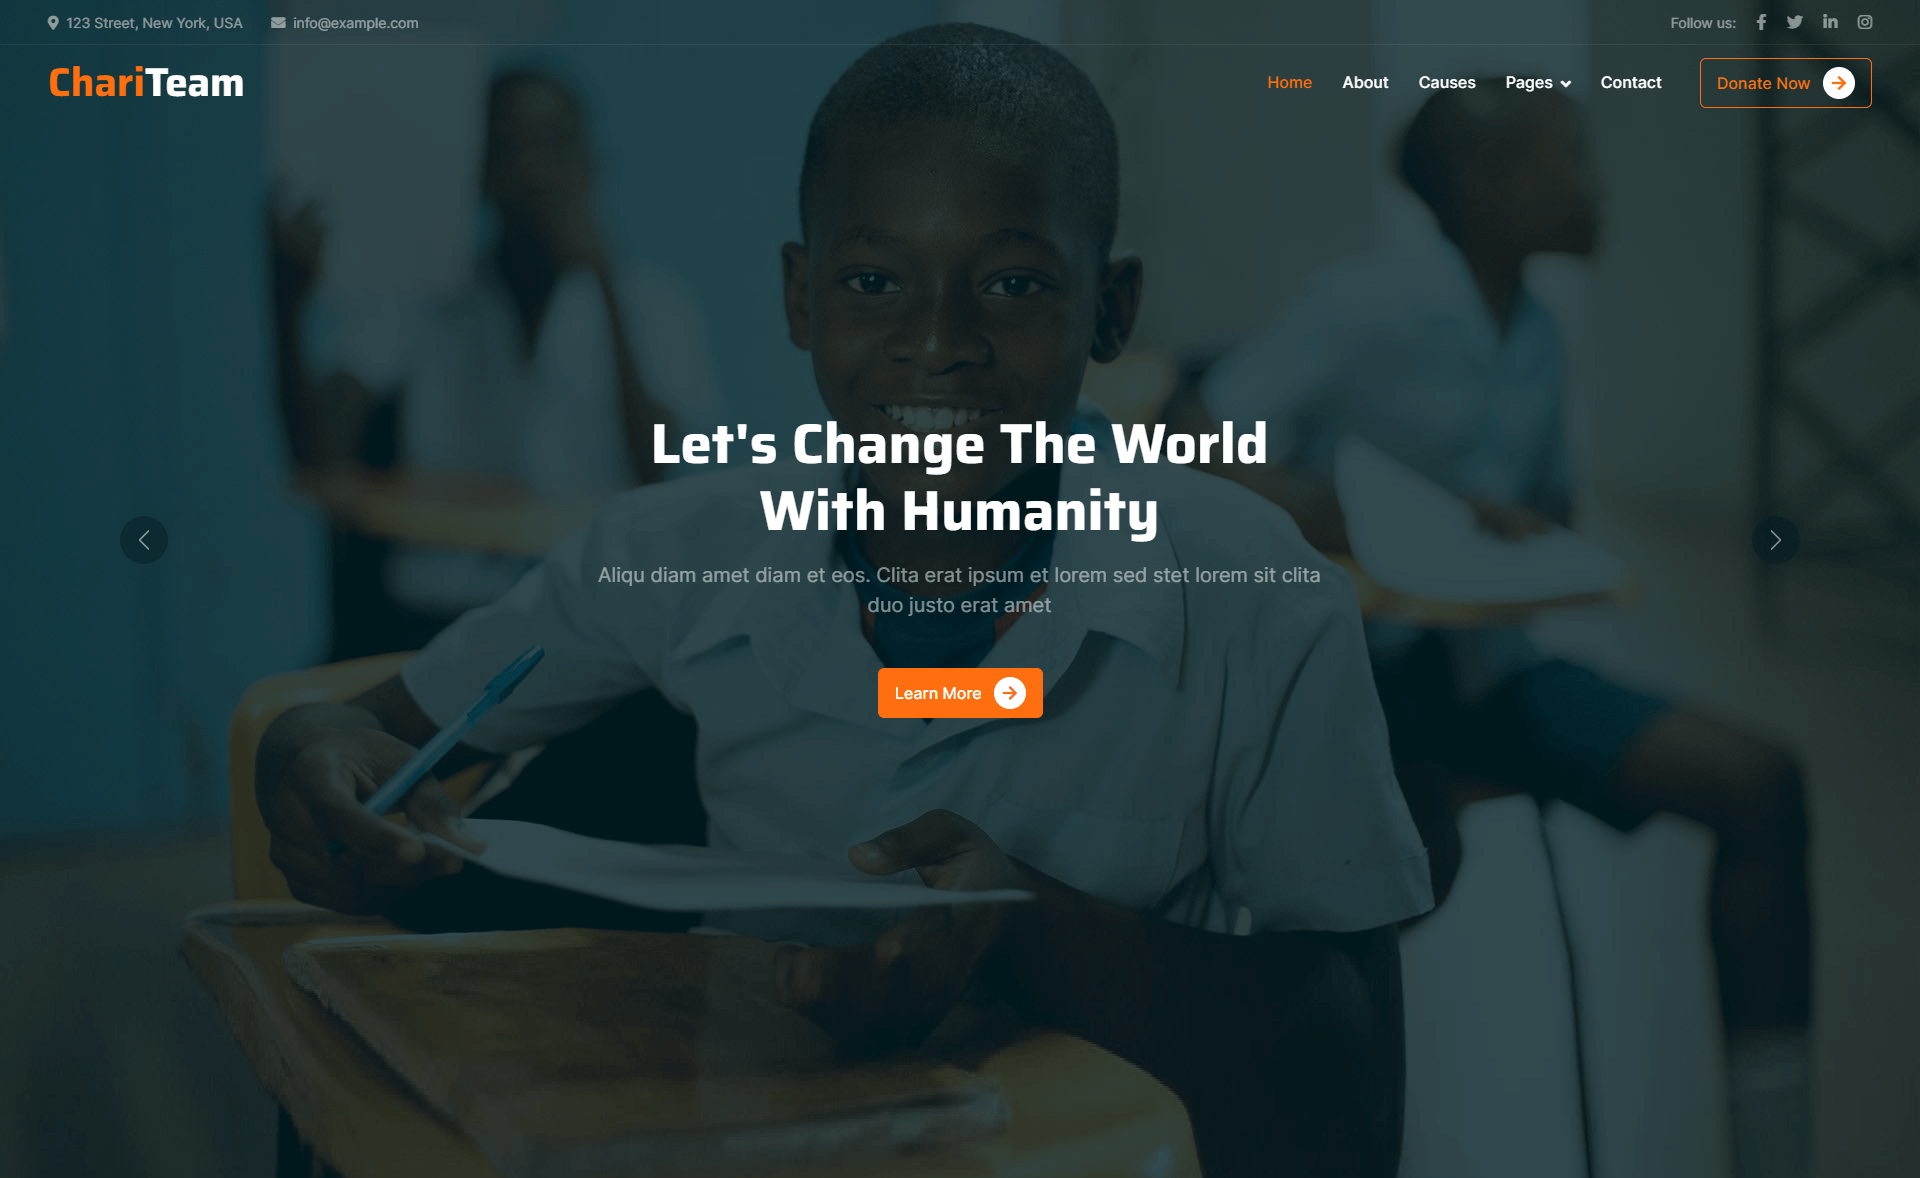 123 Street, New York, USA
info@example.com
Follow us:
ChariTeam
Home
About
Causes
Pages
Contact
Donate Now
Let's Change The World
With Humanity
Aliqu diam amet diam et eos. Clita erat ipsum et lorem sed stet lorem sit clita
duo justo erat amet
Learn More